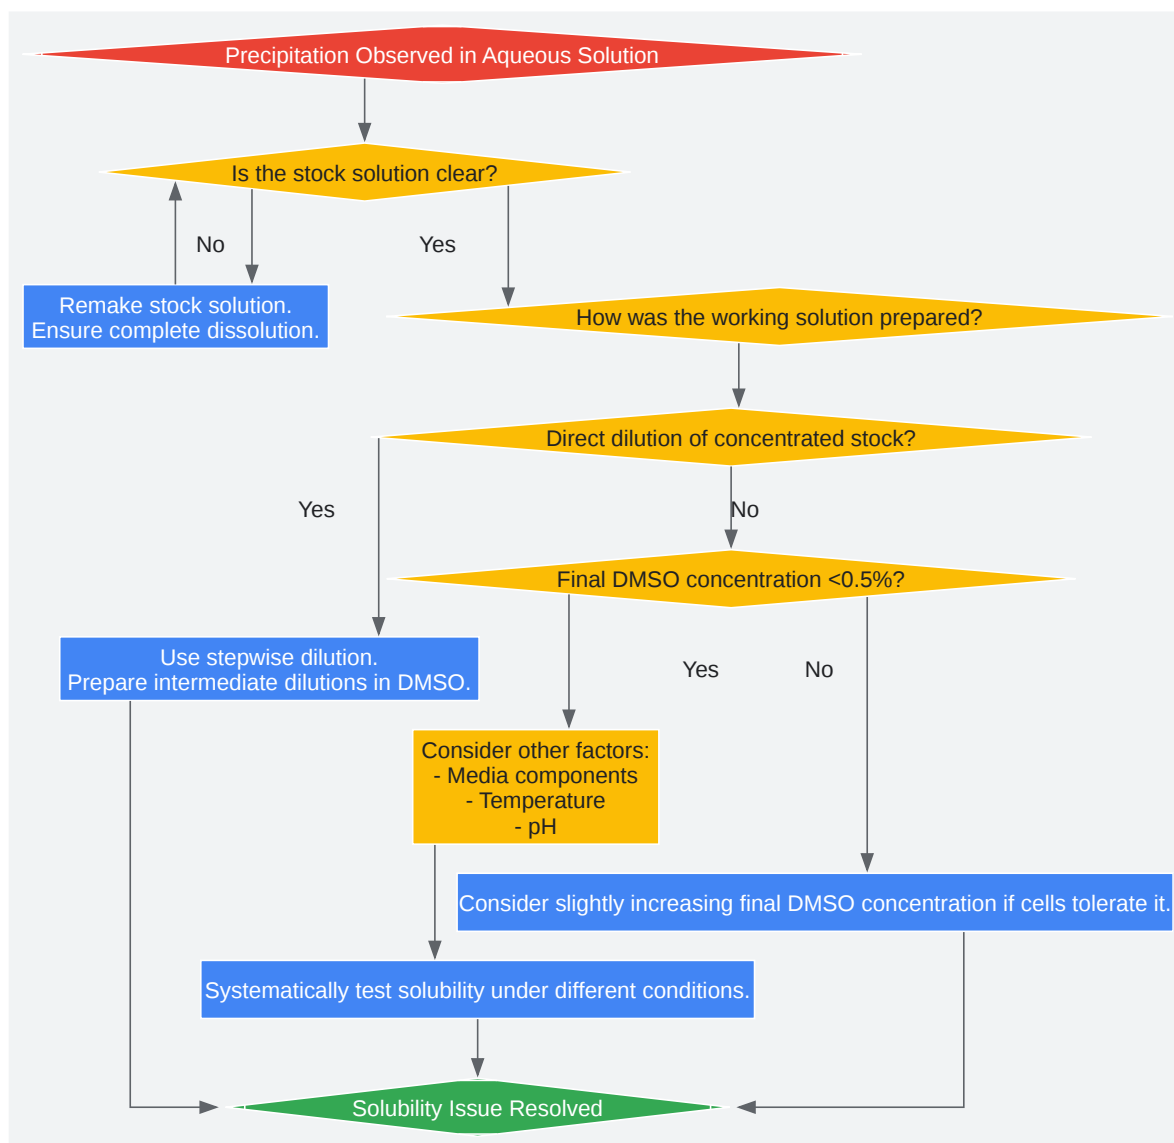 Precipitation Observed in Aqueous Solution
Is the stock solution clear?
No
Yes
Remake stock solution.
Ensure complete dissolution.
How was the working solution prepared?
Direct dilution of concentrated stock?
Yes
No
Final DMSO concentration <0.5%?
Use stepwise dilution.
Prepare intermediate dilutions in DMSO.
Yes
No
Consider other factors:
- Media components
- Temperature
- pH
Consider slightly increasing final DMSO concentration if cells tolerate it.
Systematically test solubility under different conditions.
Solubility Issue Resolved